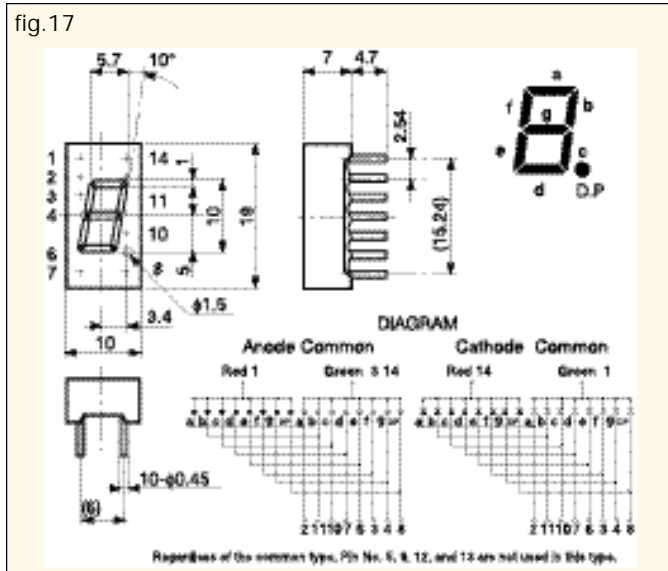 fig.17
5.7 10°
7 4.7
2.54
a
f g b
e c
d D.P
1 14 1
2
3 11
4
10
6
7 8 5
10 19
(15.24)
φ1.5
3.4
10
DIAGRAM
Anode Common Cathode Common
Red 1 Green 3 14 Red 14 Green 1
a b c d e f g a b c d e f g a b c d e f g a b c d e f g
10-φ0.45
(6)
2 11 10 7 6 3 4 8 2 11 10 7 6 3 4 8
Regardless of the common type, Pin No. 5, 9, 12, and 13 are not used in this type.